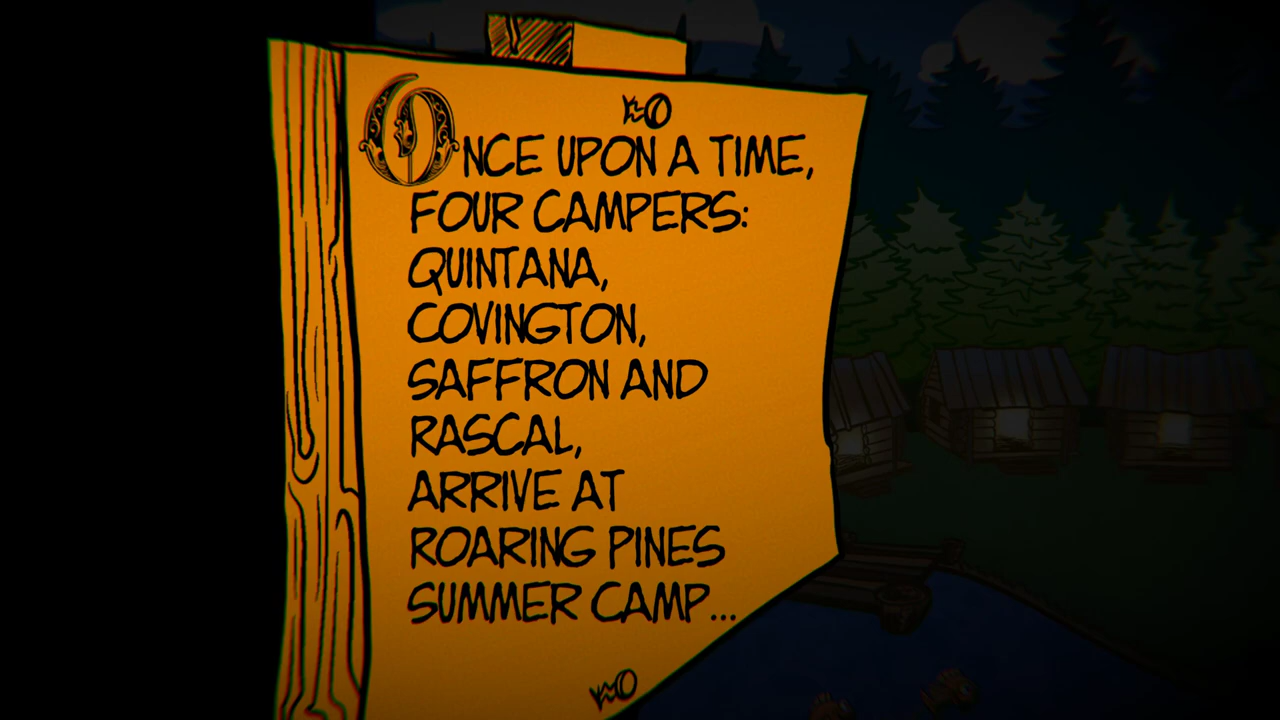 ONCE UPON A TIME,
FOUR CAMPERS:
QUINTANA,
COVINGTON,
SAFFRON AND
RASCAL,
ARRIVE AT
ROARING PINES
SUMMER CAMP...